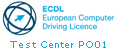 ECDL
European Computer
Driving Licence
Test Center PO01